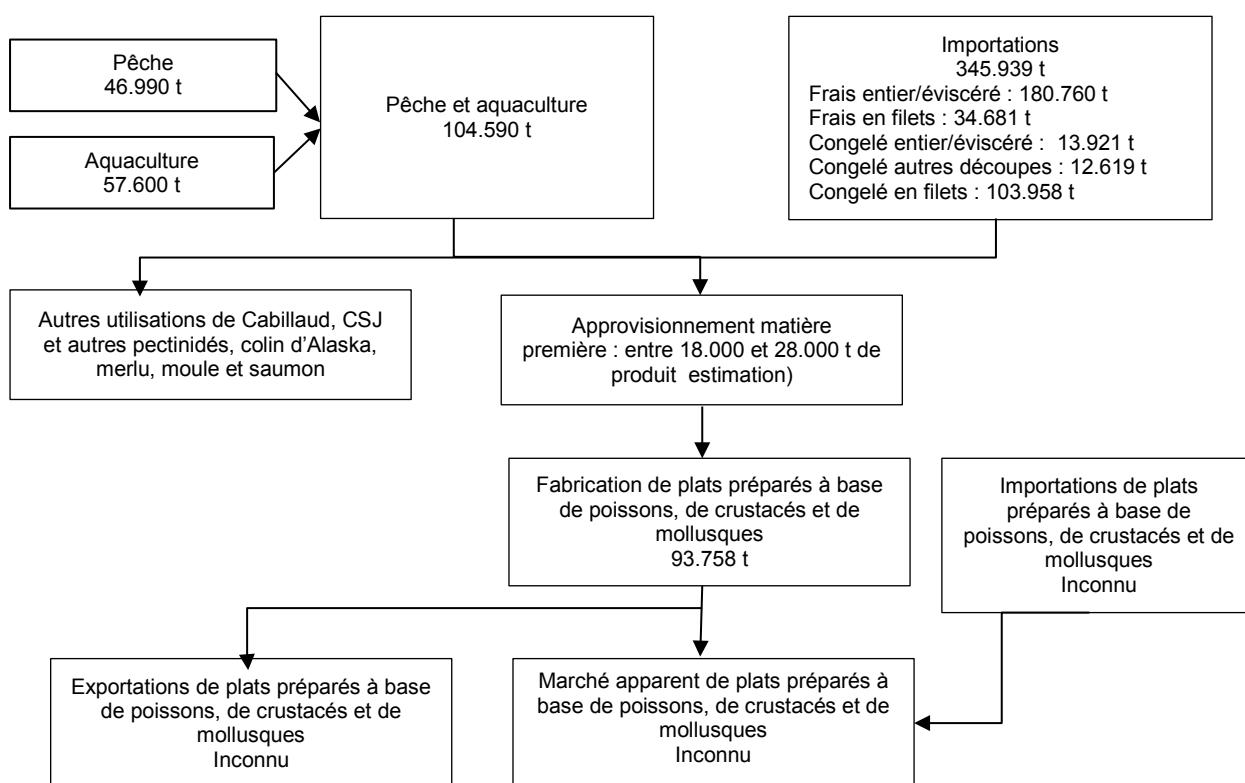 Pêche
46.990 t
Aquaculture
57.600 t
Pêche et aquaculture
104.590 t
Importations
345.939 t
Frais entier/éviscéré : 180.760 t
Frais en filets : 34.681 t
Congelé entier/éviscéré :  13.921 t
Congelé autres découpes : 12.619 t
Congelé en filets : 103.958 t
Autres utilisations de Cabillaud, CSJ
et autres pectinidés, colin d'Alaska,
merlu, moule et saumon
Approvisionnement matière
première : entre 18.000 et 28.000 t de
produit  estimation)
Fabrication de plats préparés à base
de poissons, de crustacés et de
mollusques
93.758 t
Importations de plats
préparés à base de
poissons, de crustacés et de
mollusques
Inconnu
Exportations de plats préparés à base
de poissons, de crustacés et de
mollusques
Inconnu
Marché apparent de plats préparés à
base de poissons, de crustacés et de
mollusques
Inconnu